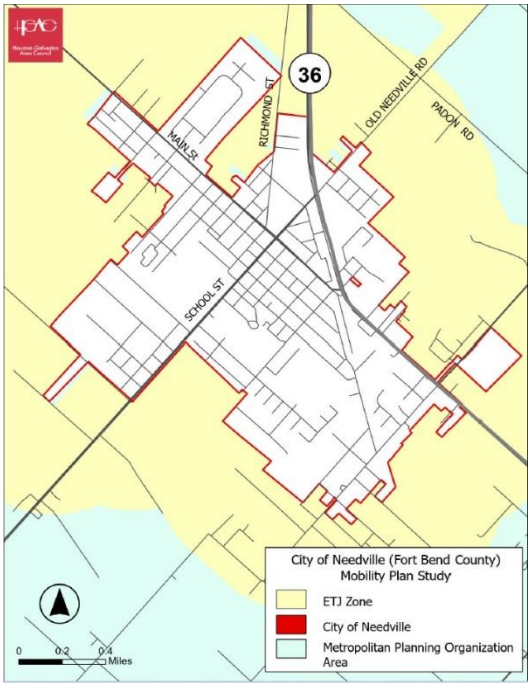 Houston-Galveston
Area Council
36
RICHMOND ST
OLD NEEDVILLE RD
PADON RD
MAIN St
SCHOOL ST
City of Needville (Fort Bend County)
Mobility Plan Study
ETJ Zone
City of Needville
Metropolitan Planning Organization
Area
0 0.2 0.4
Miles